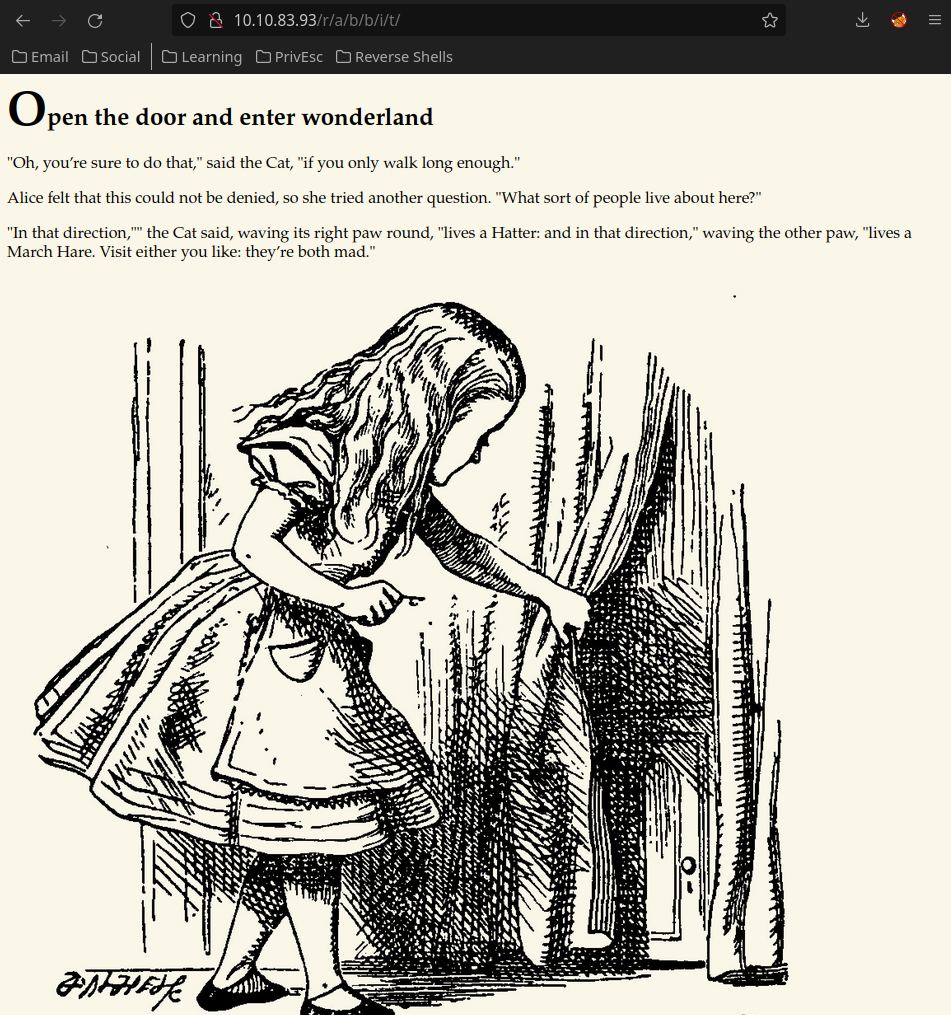 10.10.83.93/r/a/b/b/i/t/
Email Social Learning PrivEsc Reverse Shells
Open the door and enter wonderland
"Oh, you’re sure to do that," said the Cat, "if you only walk long enough."
Alice felt that this could not be denied, so she tried another question. "What sort of people live about here?"
"In that direction,"" the Cat said, waving its right paw round, "lives a Hatter: and in that direction," waving the other paw, "lives a
March Hare. Visit either you like: they’re both mad."